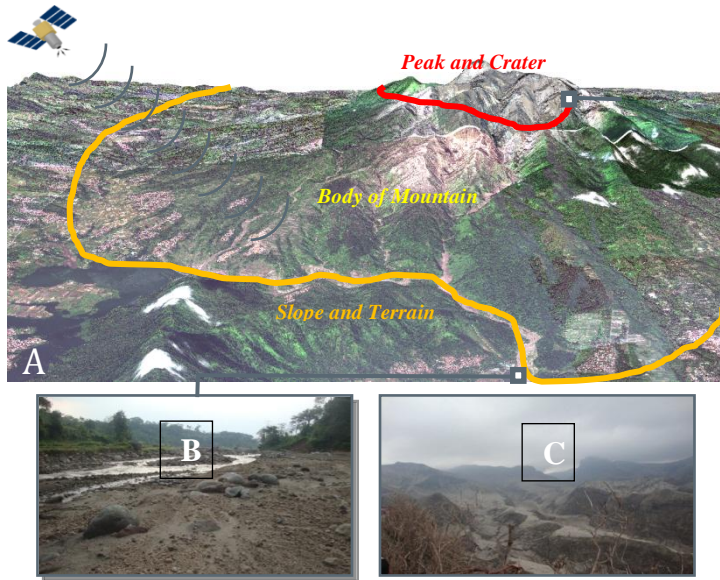 Peak and Crater
Body of Mountain
Slope and Terrain
A
B
C